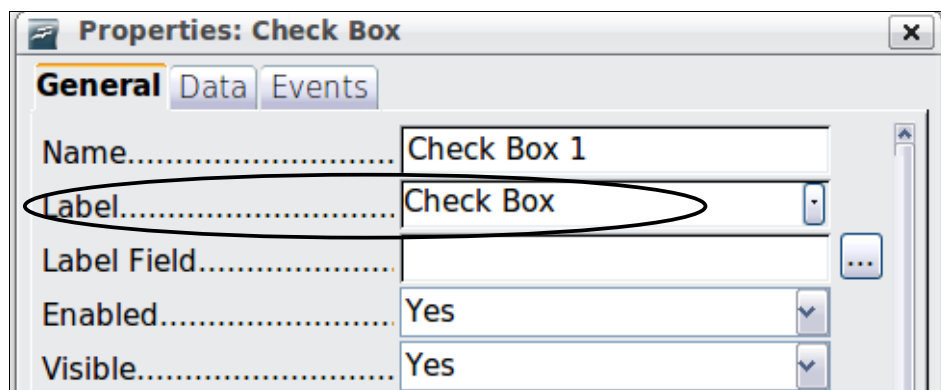 Properties: Check Box
General Data Events
Name............................ Check Box 1
Label............................. Check Box
Label Field..................... ...
Enabled......................... Yes
Visible........................... Yes